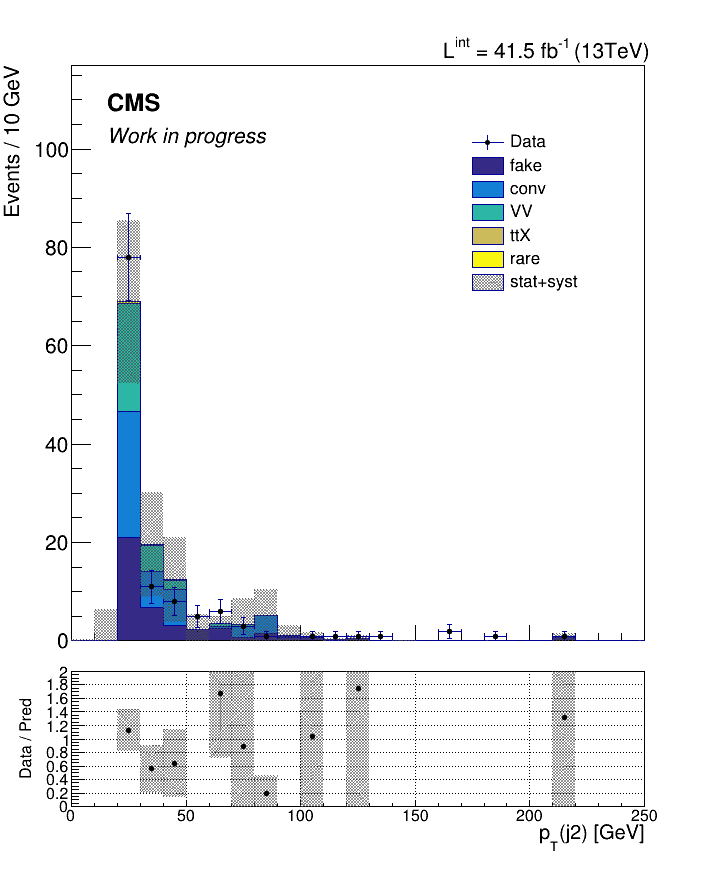 L^int = 41.5 fb^-1 (13TeV)
Events / 10 GeV
CMS
Work in progress
Data
fake
conv
VV
ttX
rare
stat+syst
100
80
60
40
20
0
Data / Pred
2
1.8
1.6
1.4
1.2
1
0.8
0.6
0.4
0.2
0
0 50 100 150 200 250
p_T(j2) [GeV]